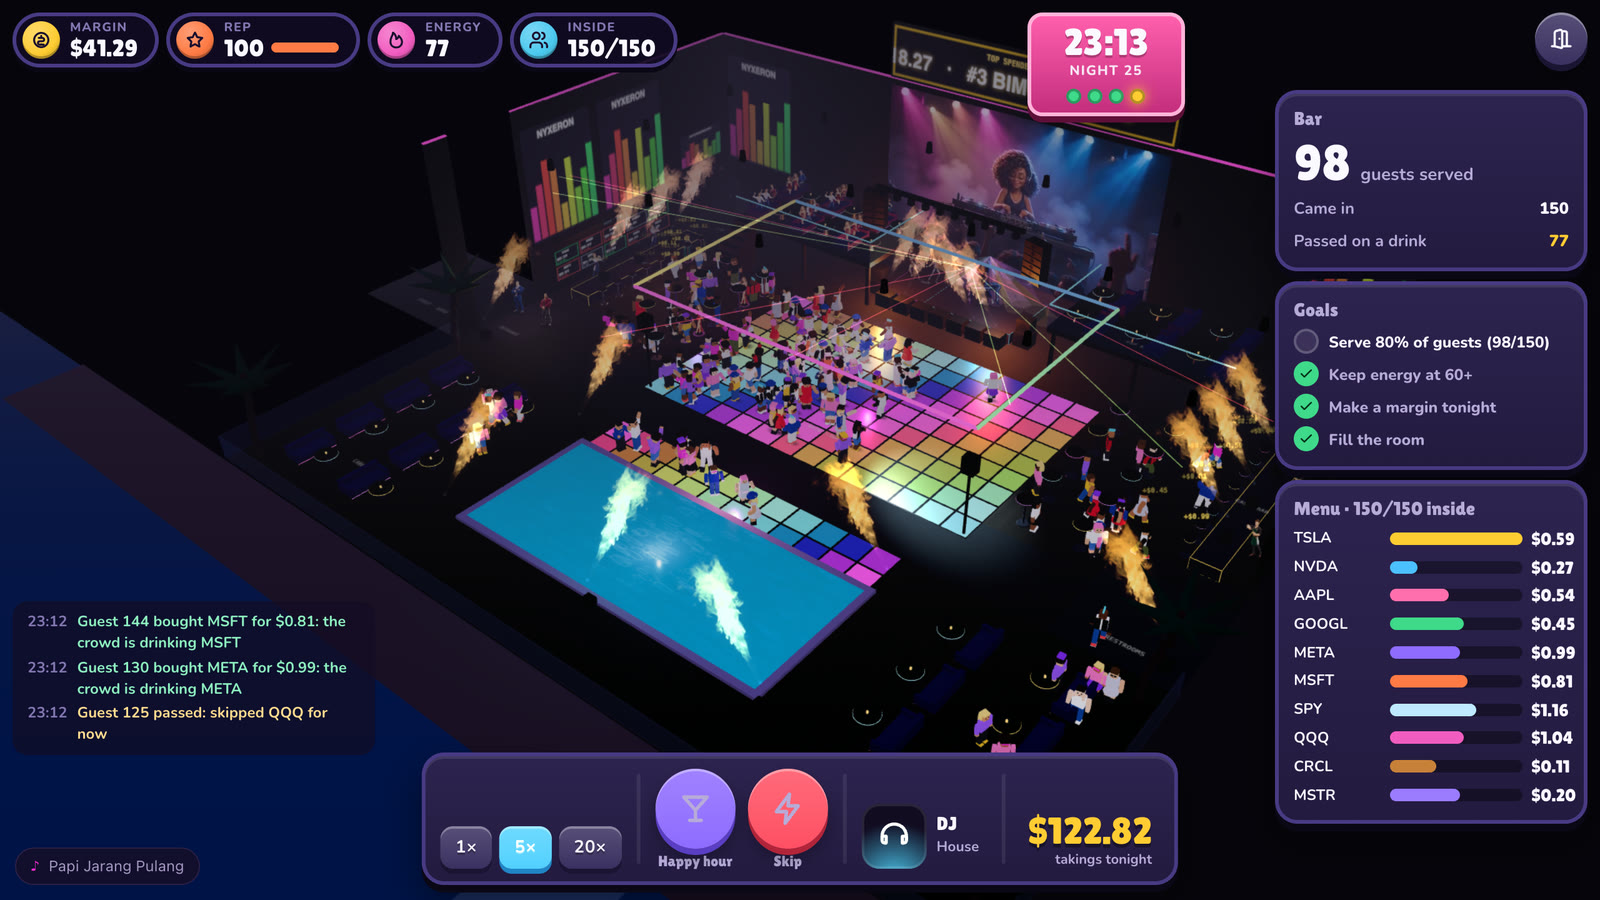 MARGIN
$41.29
REP
100
ENERGY
77
INSIDE
150/150
23:13
NIGHT 25
8.27 · #3 BIM
NYXERON
NYXERON
NYXERON
Bar
98 guests served
Came in 150
Passed on a drink 77
Goals
Serve 80% of guests (98/150)
Keep energy at 60+
Make a margin tonight
Fill the room
Menu · 150/150 inside
TSLA $0.59
NVDA $0.27
AAPL $0.54
GOOGL $0.45
META $0.99
MSFT $0.81
SPY $1.16
QQQ $1.04
CRCL $0.11
MSTR $0.20
+$0.45
+$0.99
RESTROOMS
23:12 Guest 144 bought MSFT for $0.81: the
crowd is drinking MSFT
23:12 Guest 130 bought META for $0.99: the
crowd is drinking META
23:12 Guest 125 passed: skipped QQQ for
now
♪ Papi Jarang Pulang
1×
5×
20×
Happy hour
Skip
DJ
House
$122.82
takings tonight